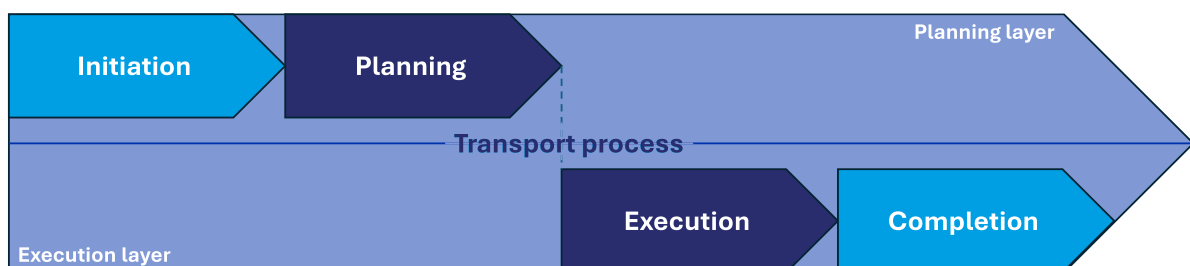 Planning layer
Initiation
Planning
Transport process
Execution
Completion
Execution layer